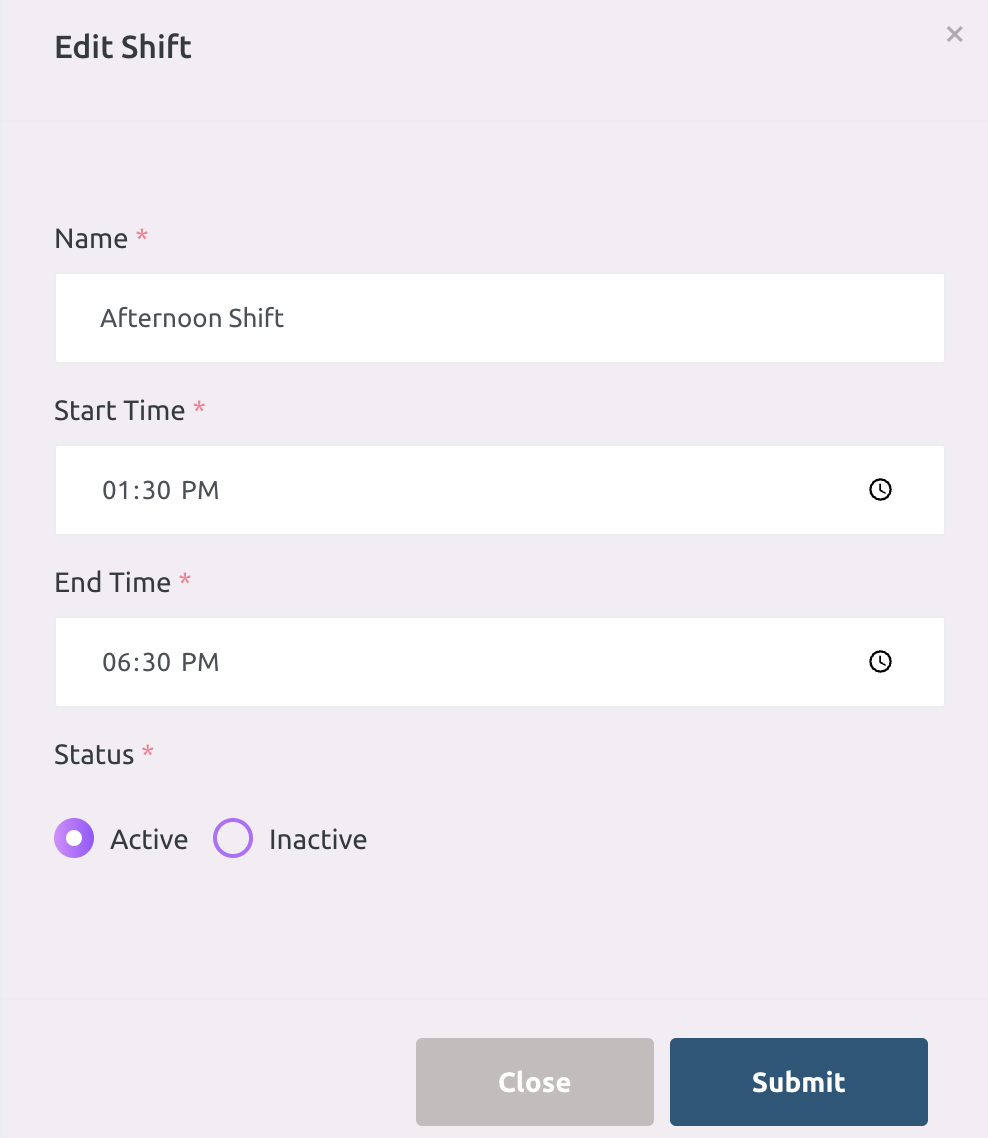 Edit Shift
×
Name *
Afternoon Shift
Start Time *
01:30 PM
End Time *
06:30 PM
Status *
Active Inactive
Close Submit